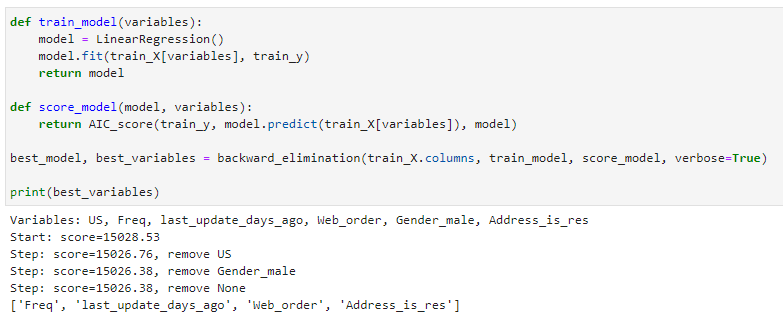 def train_model(variables):
    model = LinearRegression()
    model.fit(train_X[variables], train_y)
    return model
def score_model(model, variables):
    return AIC_score(train_y, model.predict(train_X[variables]), model)
best_model, best_variables = backward_elimination(train_X.columns, train_model, score_model, verbose=True)
print(best_variables)
Variables: US, Freq, last_update_days_ago, Web_order, Gender_male, Address_is_res
Start: score=15028.53
Step: score=15026.76, remove US
Step: score=15026.38, remove Gender_male
Step: score=15026.38, remove None
['Freq', 'last_update_days_ago', 'Web_order', 'Address_is_res']